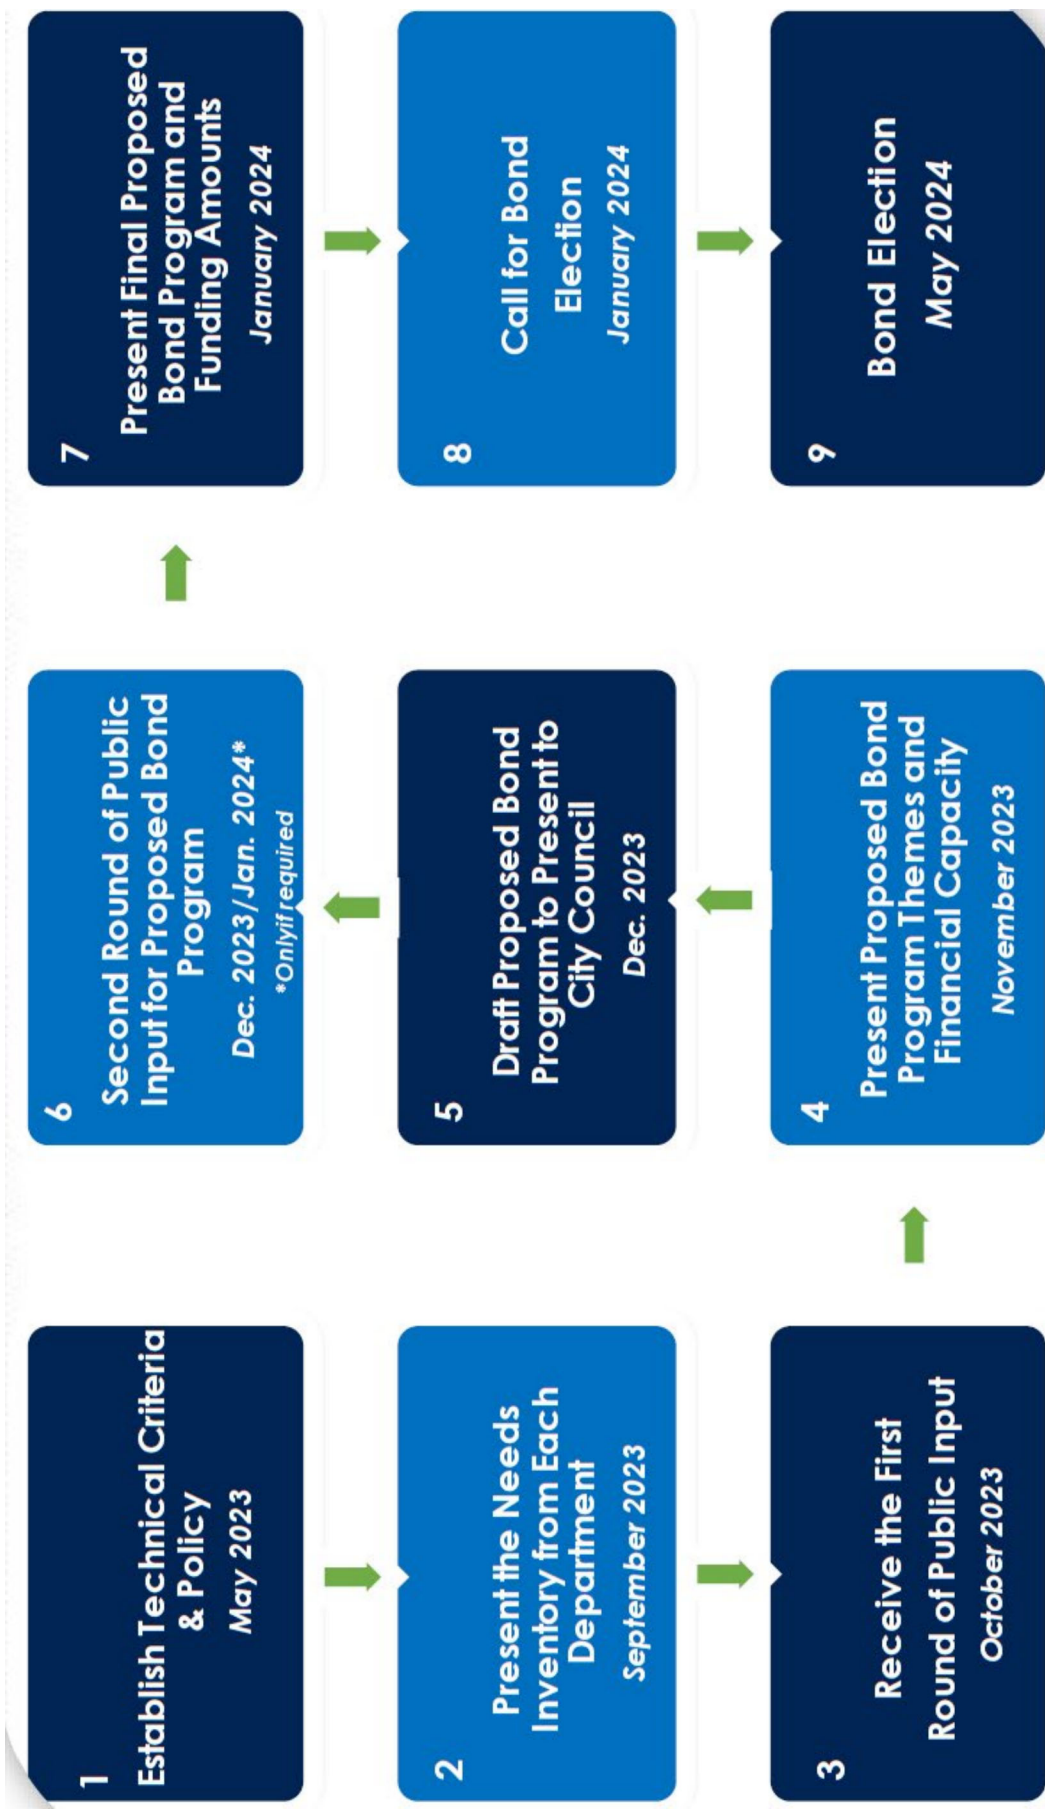 1
Establish Technical Criteria
& Policy
May 2023
2
Present the Needs
Inventory from Each
Department
September 2023
3
Receive the First
Round of Public Input
October 2023
4
Present Proposed Bond
Program Themes and
Financial Capacity
November 2023
5
Draft Proposed Bond
Program to Present to
City Council
Dec. 2023
6
Second Round of Public
Input for Proposed Bond
Program
Dec. 2023/Jan. 2024*
*Only if required
7
Present Final Proposed
Bond Program and
Funding Amounts
January 2024
8
Call for Bond
Election
January 2024
9
Bond Election
May 2024